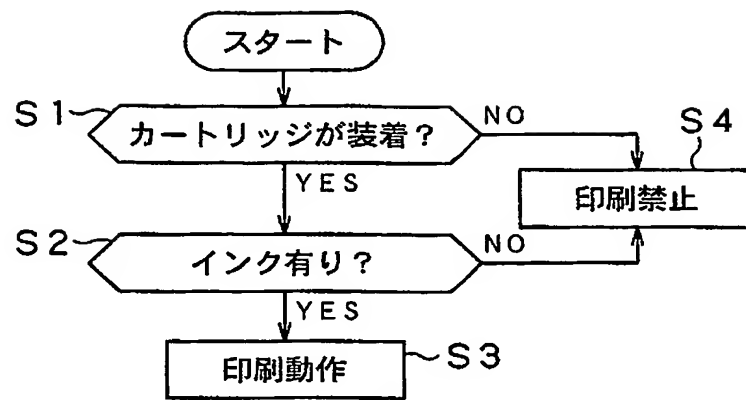 スタート
S1
カートリッジが装着?
NO
S4
印刷禁止
YES
S2
インク有り?
NO
YES
印刷動作
S3